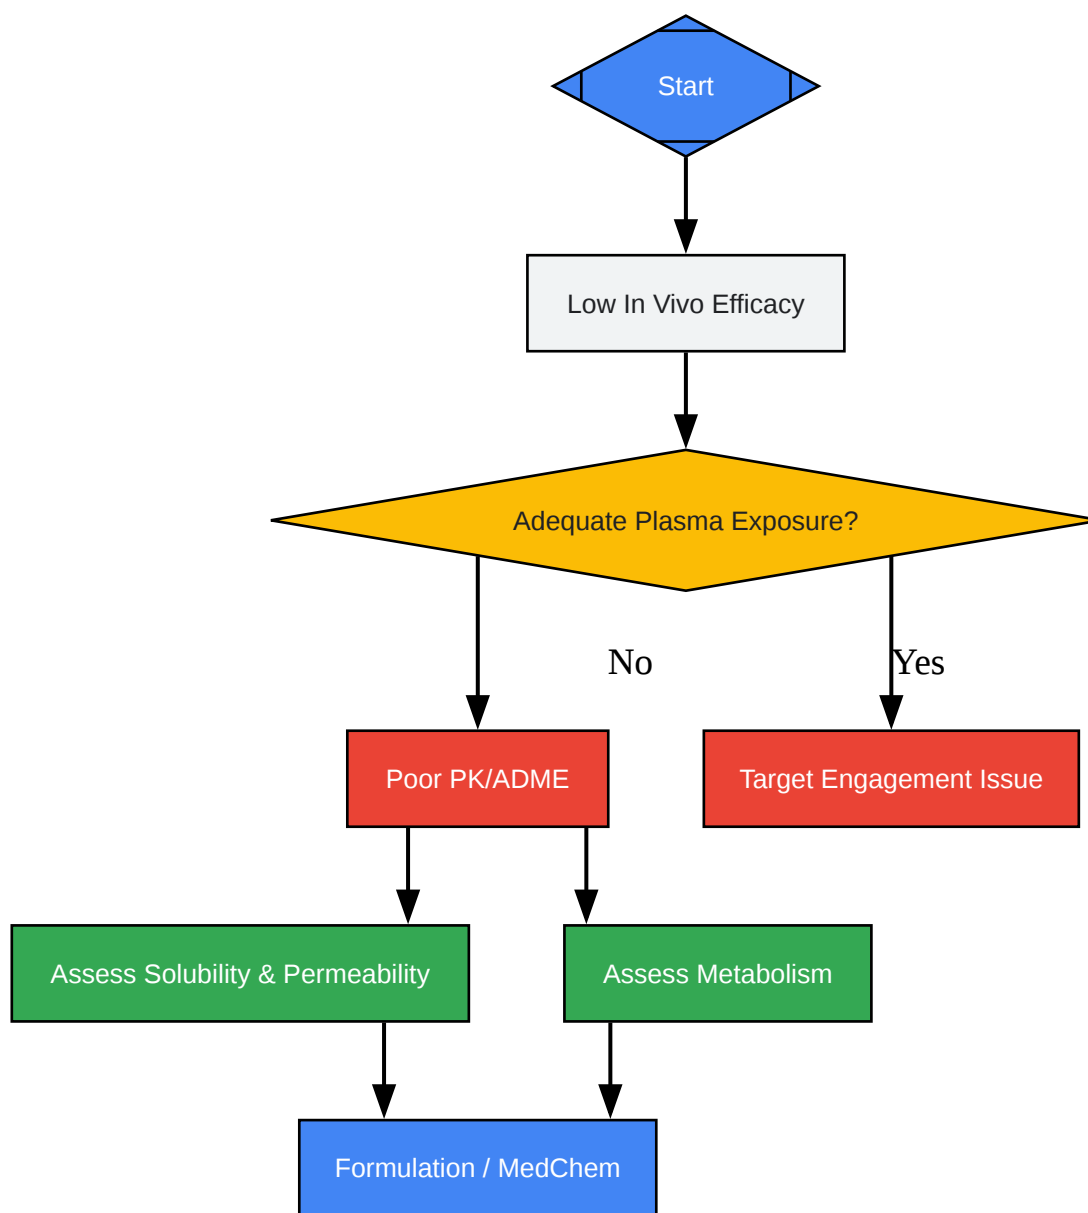 Start
Low In Vivo Efficacy
Adequate Plasma Exposure?
No
Yes
Poor PK/ADME
Target Engagement Issue
Assess Solubility & Permeability
Assess Metabolism
Formulation / MedChem